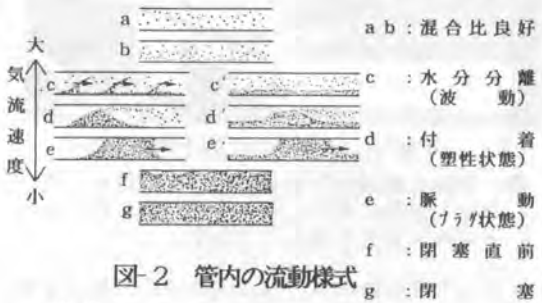 大
気流速度
小
a
b
c
d
e
c'
d'
e'
f
g
a b : 混合比良好
c : 水分分離
(波動)
d : 付着
(塑性状態)
e : 脈動
(プラグ状態)
f : 閉塞直前
g : 閉塞
図-2 管内の流動様式